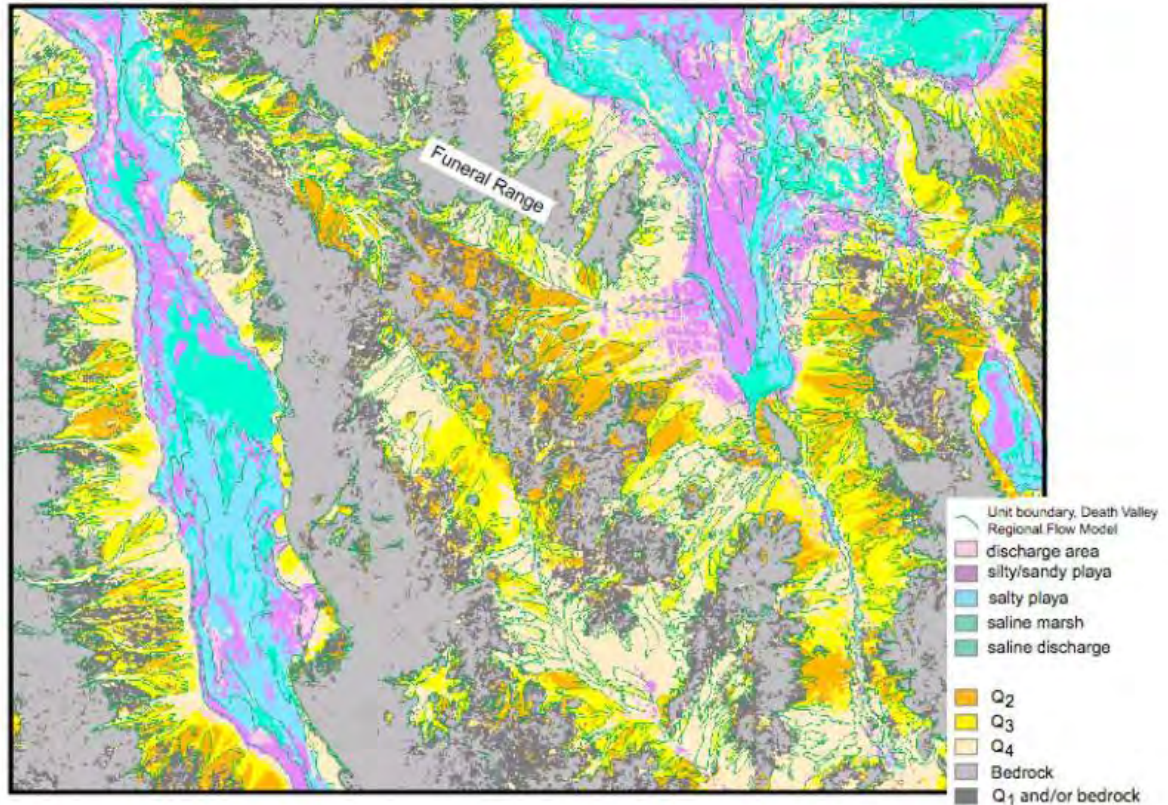 Funeral Range
Unit boundary, Death Valley
Regional Flow Model
discharge area
silty/sandy playa
salty playa
saline marsh
saline discharge
Q2
Q3
Q4
Bedrock
Q1 and/or bedrock